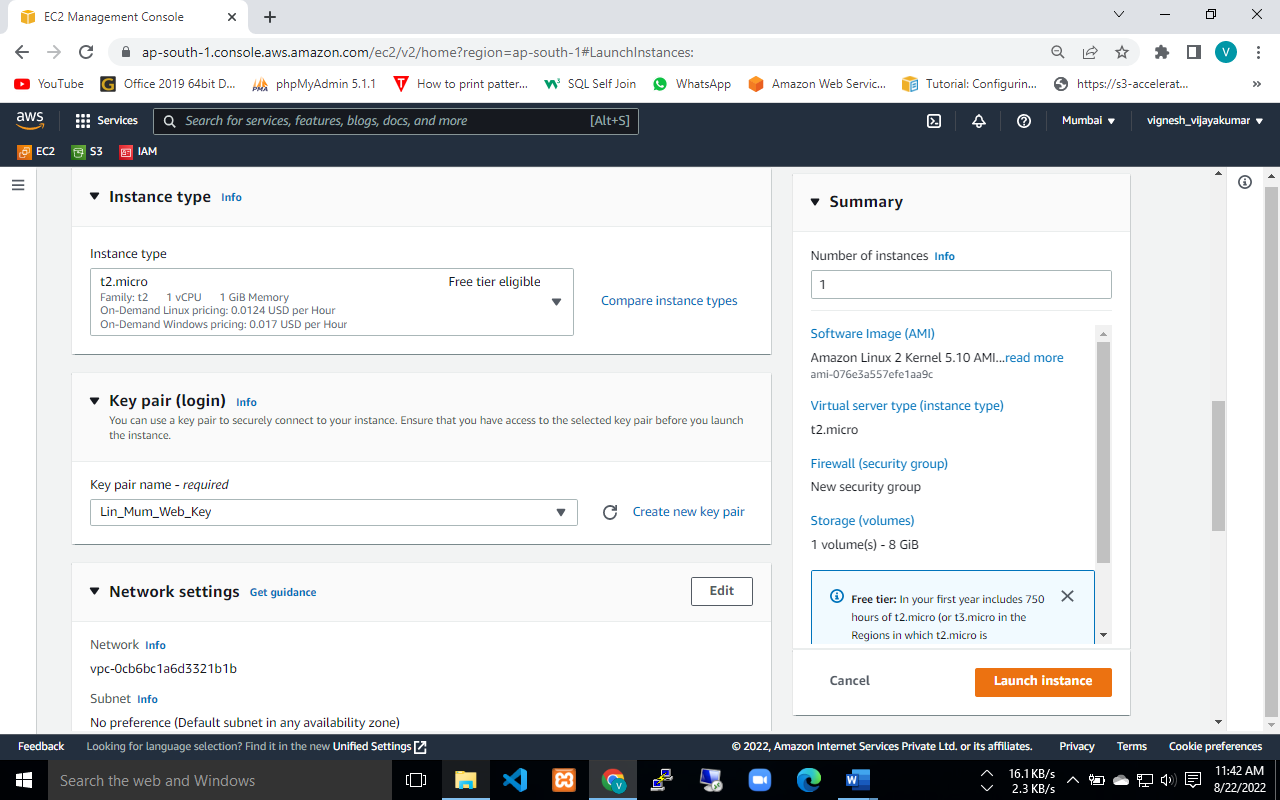 EC2 Management Console
ap-south-1.console.aws.amazon.com/ec2/v2/home?region=ap-south-1#LaunchInstances:
V
YouTube
Office 2019 64bit D...
phpMyAdmin 5.1.1
How to print patter...
SQL Self Join
WhatsApp
Amazon Web Servic...
Tutorial: Configurin...
https://s3-accelerat...
»
aws
Services
Search for services, features, blogs, docs, and more [Alt+S]
Mumbai
vignesh_vijayakumar
EC2
S3
IAM
Instance type Info
Instance type
t2.micro Free tier eligible
Family: t2 1 vCPU 1 GiB Memory
On-Demand Linux pricing: 0.0124 USD per Hour
On-Demand Windows pricing: 0.017 USD per Hour
Compare instance types
Key pair (login) Info
You can use a key pair to securely connect to your instance. Ensure that you have access to the selected key pair before you launch
the instance.
Key pair name - required
Lin_Mum_Web_Key
Create new key pair
Network settings Get guidance
Edit
Network Info
vpc-0cb6bc1a6d3321b1b
Subnet Info
No preference (Default subnet in any availability zone)
Summary
Number of instances Info
1
Software Image (AMI)
Amazon Linux 2 Kernel 5.10 AMI...read more
ami-076e3a557efe1aa9c
Virtual server type (instance type)
t2.micro
Firewall (security group)
New security group
Storage (volumes)
1 volume(s) - 8 GiB
Free tier: In your first year includes 750
hours of t2.micro (or t3.micro in the
Regions in which t2.micro is
Cancel
Launch instance
Feedback
Looking for language selection? Find it in the new Unified Settings
© 2022, Amazon Internet Services Private Ltd. or its affiliates.
Privacy
Terms
Cookie preferences
Search the web and Windows
16.1 KB/s
2.3 KB/s
11:42 AM
8/22/2022